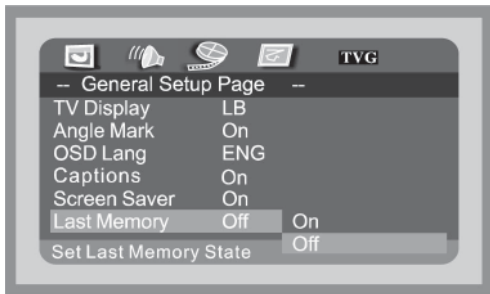 TVG
-- General Setup Page --
TV Display LB
Angle Mark On
OSD Lang ENG
Captions On
Screen Saver On
Last Memory Off On
Off
Set Last Memory State